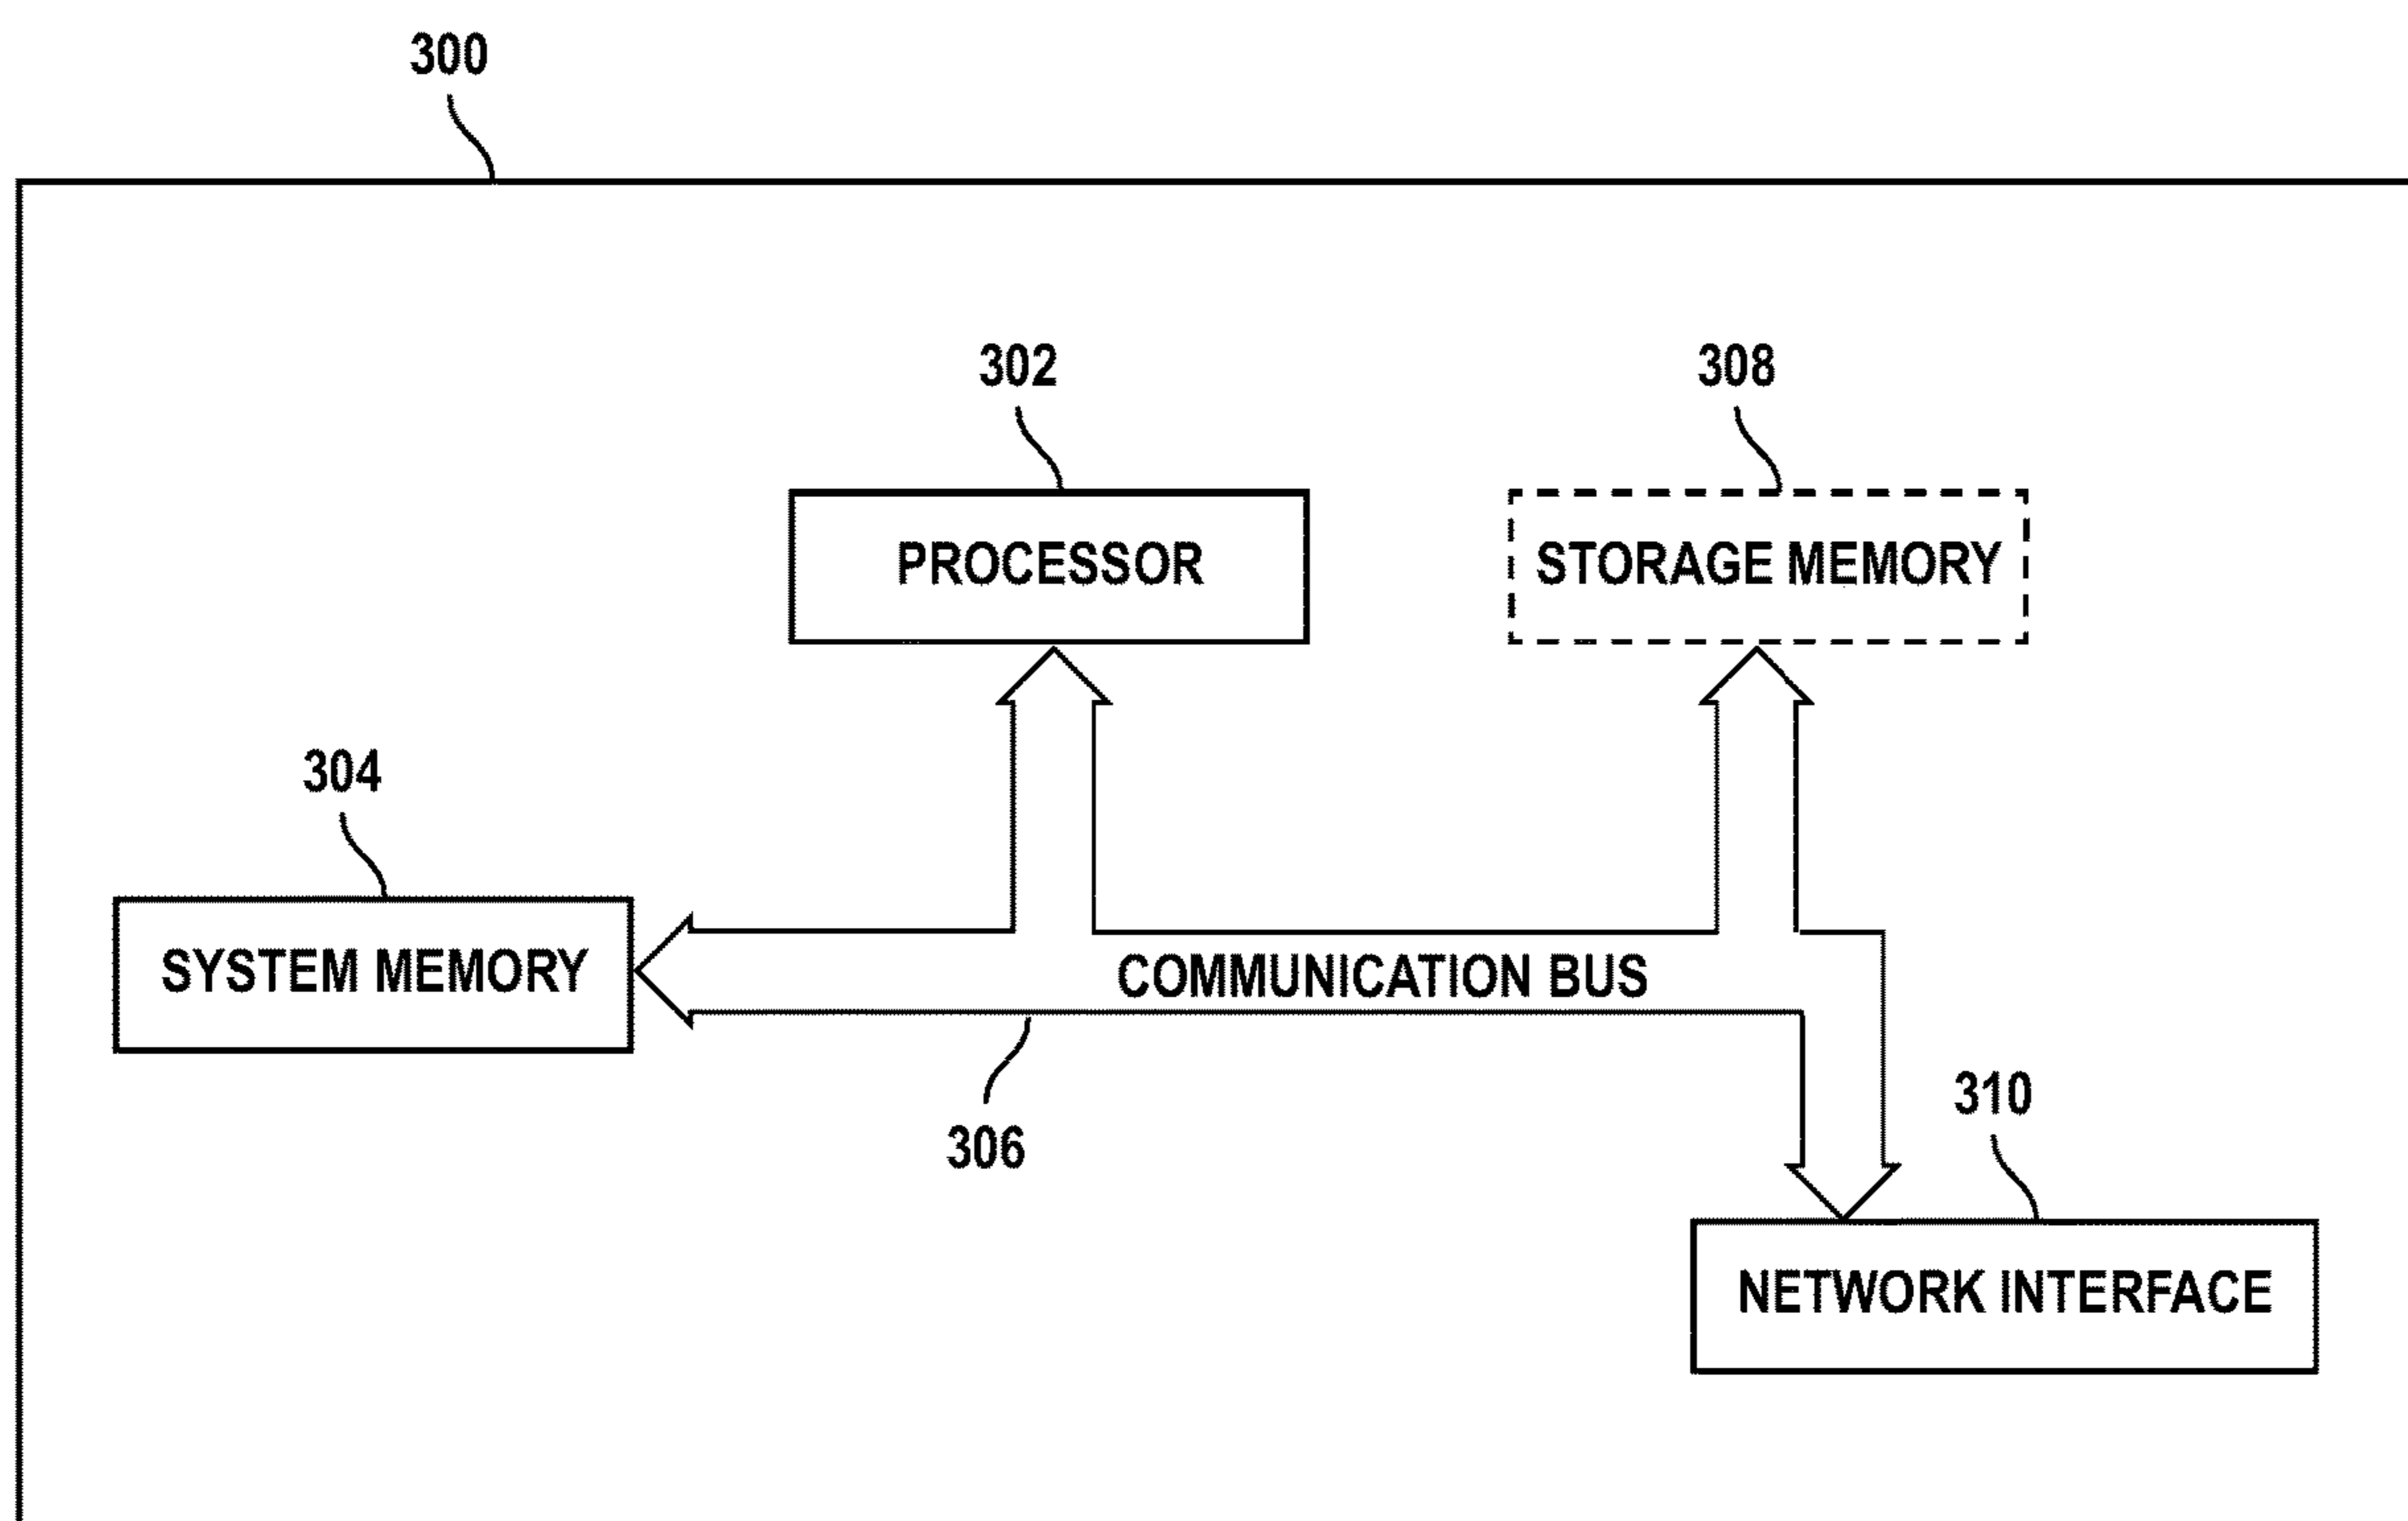 300
302
308
PROCESSOR
STORAGE MEMORY
304
SYSTEM MEMORY
COMMUNICATION BUS
306
310
NETWORK INTERFACE